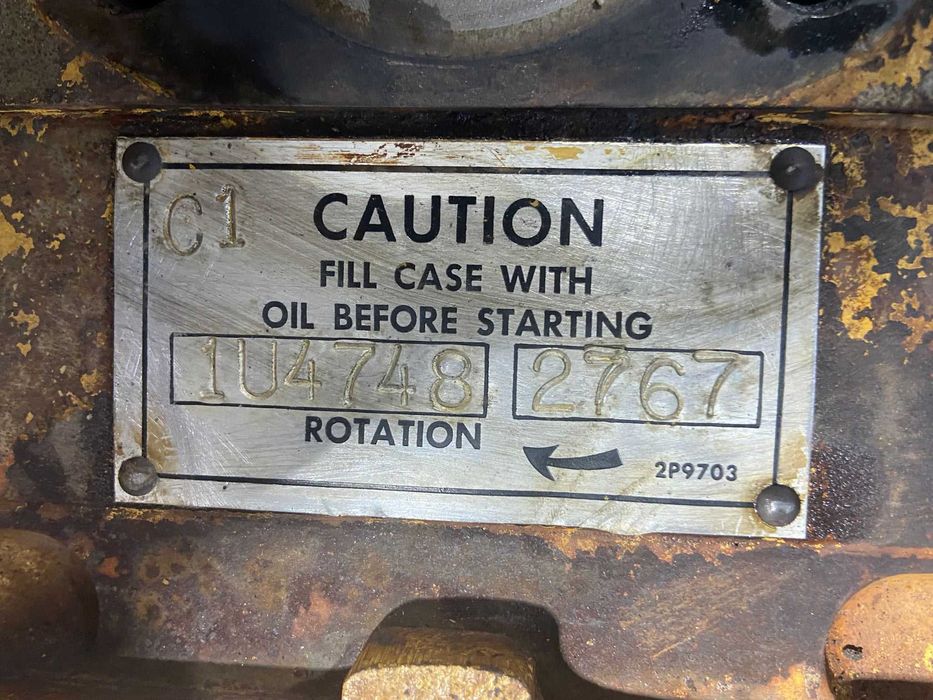 C1 CAUTION
FILL CASE WITH
OIL BEFORE STARTING
1U4748 2767
ROTATION
2P9703